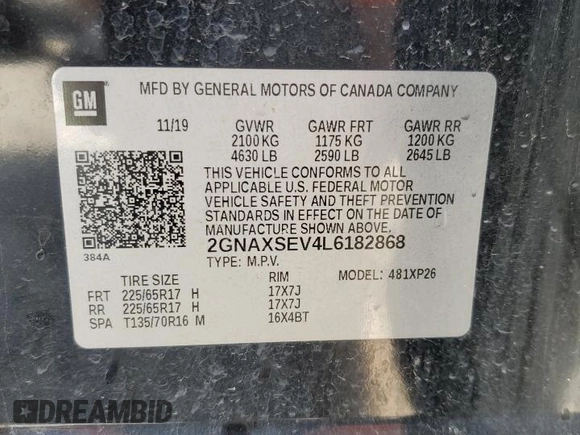 GM
MFD BY GENERAL MOTORS OF CANADA COMPANY
11/19 GVWR GAWR FRT GAWR RR
2100 KG 1175 KG 1200 KG
4630 LB 2590 LB 2645 LB
THIS VEHICLE CONFORMS TO ALL
APPLICABLE U.S. FEDERAL MOTOR
VEHICLE SAFETY AND THEFT PREVENTION
STANDARDS IN EFFECT ON THE DATE OF
MANUFACTURE SHOWN ABOVE.
384A
2GNAXSEV4L6182868
TYPE: M.P.V.
TIRE SIZE RIM MODEL: 481XP26
FRT 225/65R17 H 17X7J
RR 225/65R17 H 17X7J
SPA T135/70R16 M 16X4BT
DREAMBID